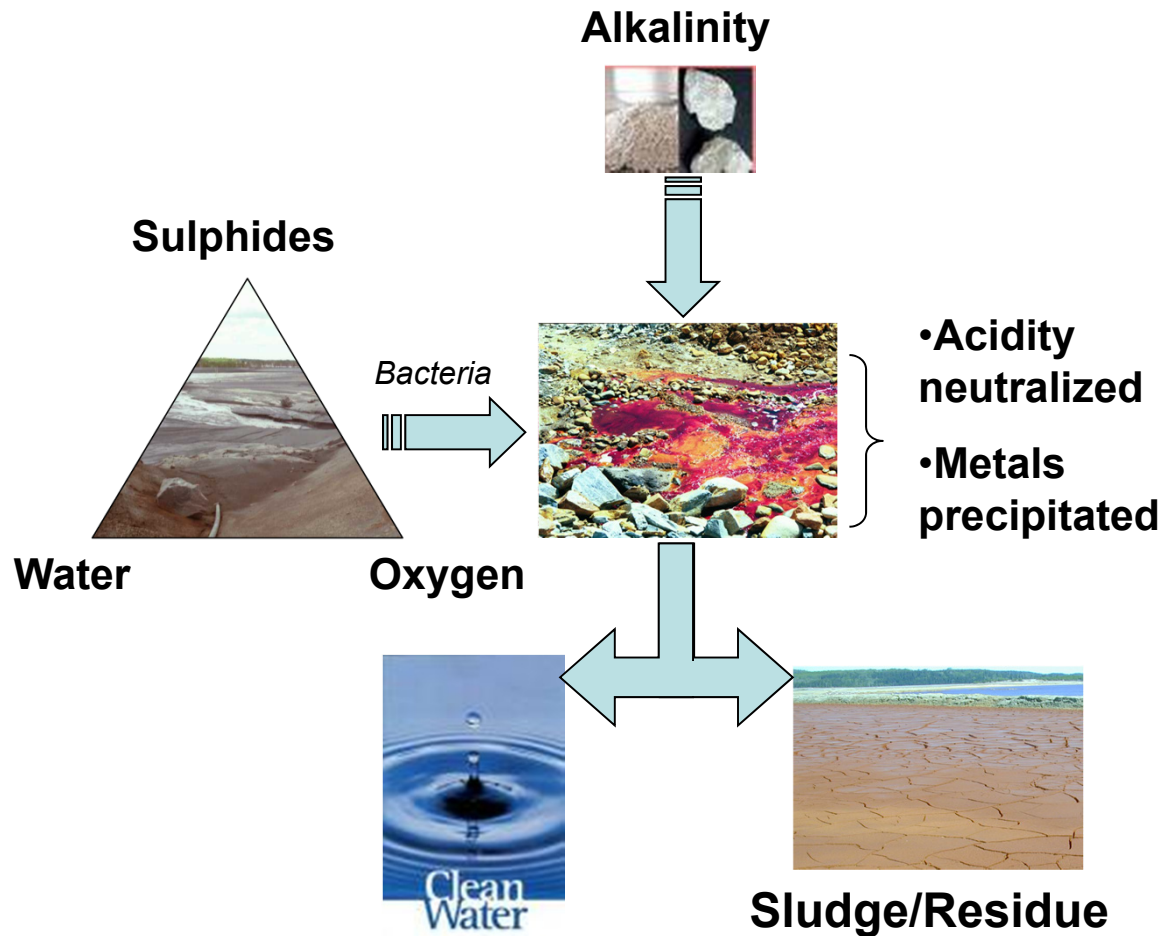 Alkalinity
Sulphides
Bacteria
•Acidity
neutralized
•Metals
precipitated
Water
Oxygen
Clean
Water
Sludge/Residue